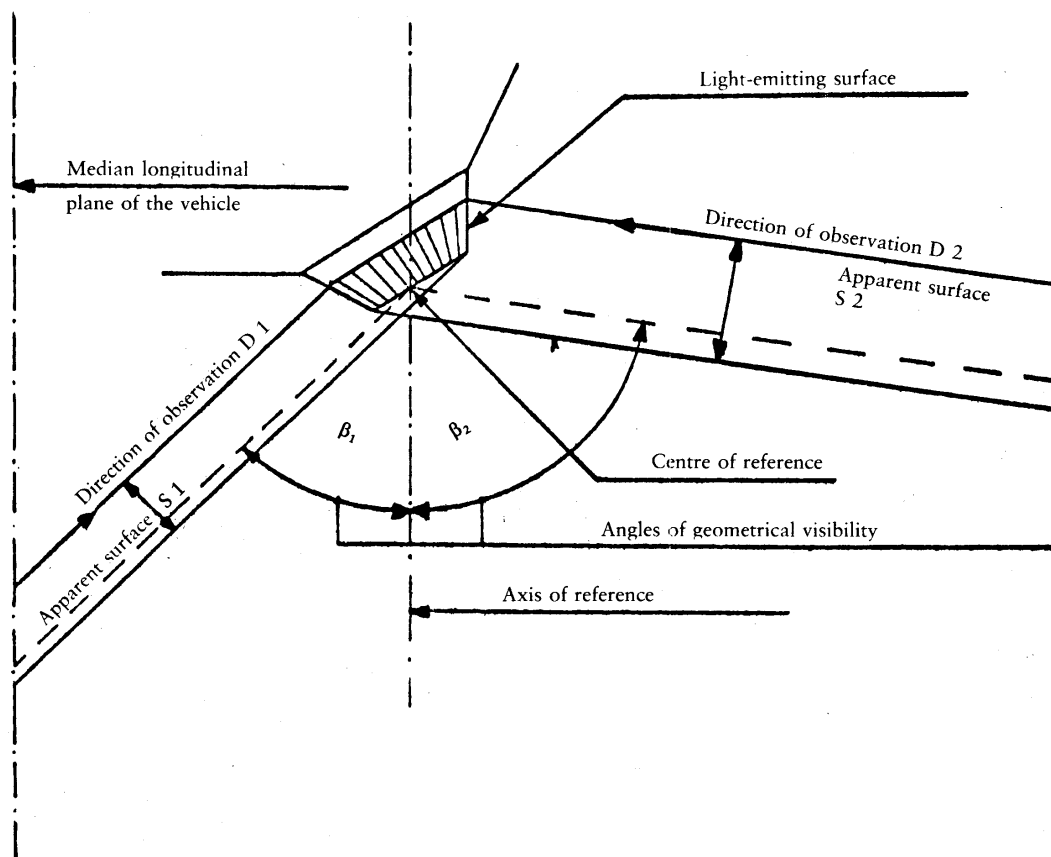 Light-emitting surface
Median longitudinal
plane of the vehicle
Direction of observation D 2
Apparent surface
S 2
Direction of observation D 1
β1
β2
Centre of reference
S 1
Apparent surface
Angles of geometrical visibility
Axis of reference